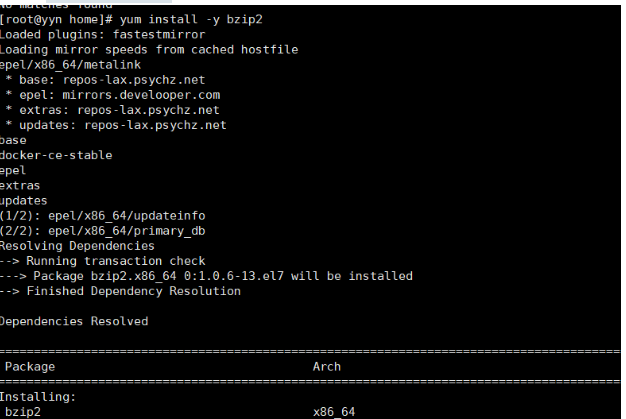 No matches found
[root@yyn home]# yum install -y bzip2
Loaded plugins: fastestmirror
Loading mirror speeds from cached hostfile
epel/x86_64/metalink
* base: repos-lax.psychz.net
* epel: mirrors.develooper.com
* extras: repos-lax.psychz.net
* updates: repos-lax.psychz.net
base
docker-ce-stable
epel
extras
updates
(1/2): epel/x86_64/updateinfo
(2/2): epel/x86_64/primary_db
Resolving Dependencies
--> Running transaction check
---> Package bzip2.x86_64 0:1.0.6-13.el7 will be installed
--> Finished Dependency Resolution
Dependencies Resolved
================================================================================
Package Arch
================================================================================
Installing:
bzip2 x86_64